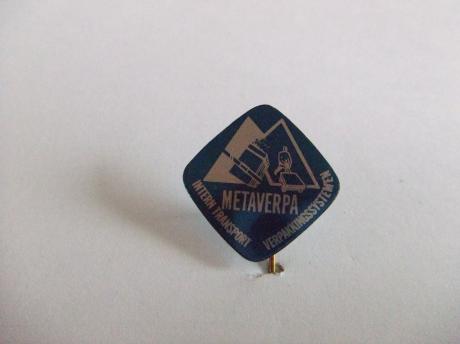 METAVERPA
INTERN TRANSPORT
VERPAKKINGSSYSTEMEN